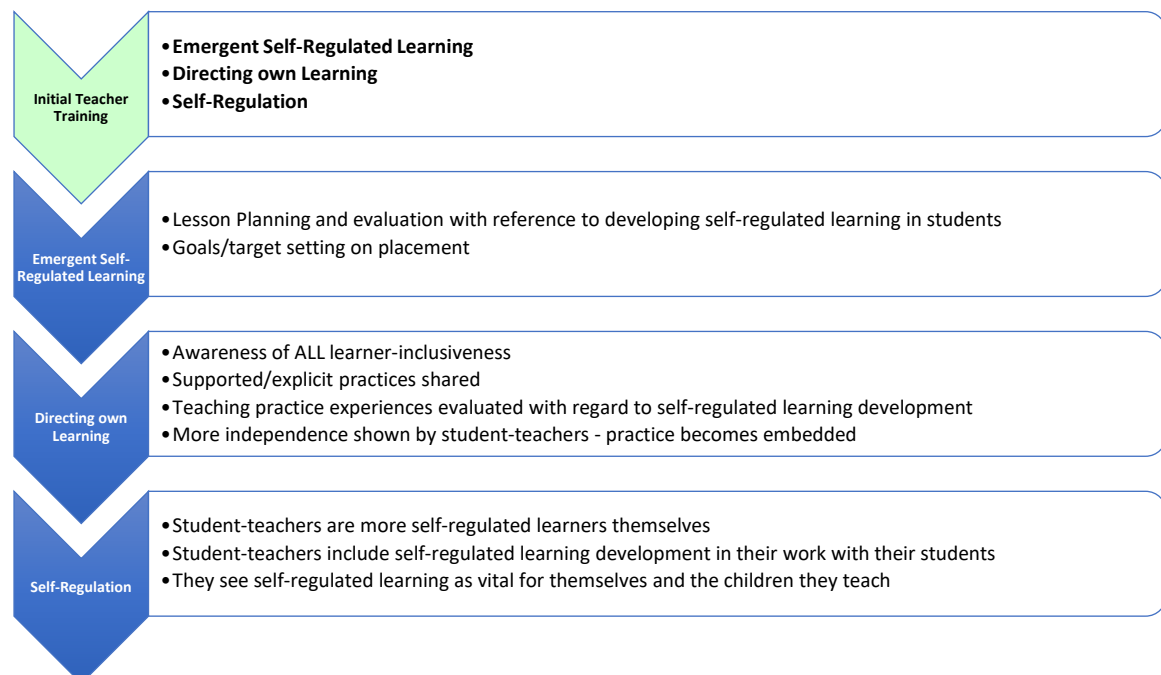 Initial Teacher
Training
•Emergent Self-Regulated Learning
•Directing own Learning
•Self-Regulation
Emergent Self-
Regulated Learning
•Lesson Planning and evaluation with reference to developing self-regulated learning in students
•Goals/target setting on placement
Directing own
Learning
•Awareness of ALL learner-inclusiveness
•Supported/explicit practices shared
•Teaching practice experiences evaluated with regard to self-regulated learning development
•More independence shown by student-teachers - practice becomes embedded
Self-Regulation
•Student-teachers are more self-regulated learners themselves
•Student-teachers include self-regulated learning development in their work with their students
•They see self-regulated learning as vital for themselves and the children they teach